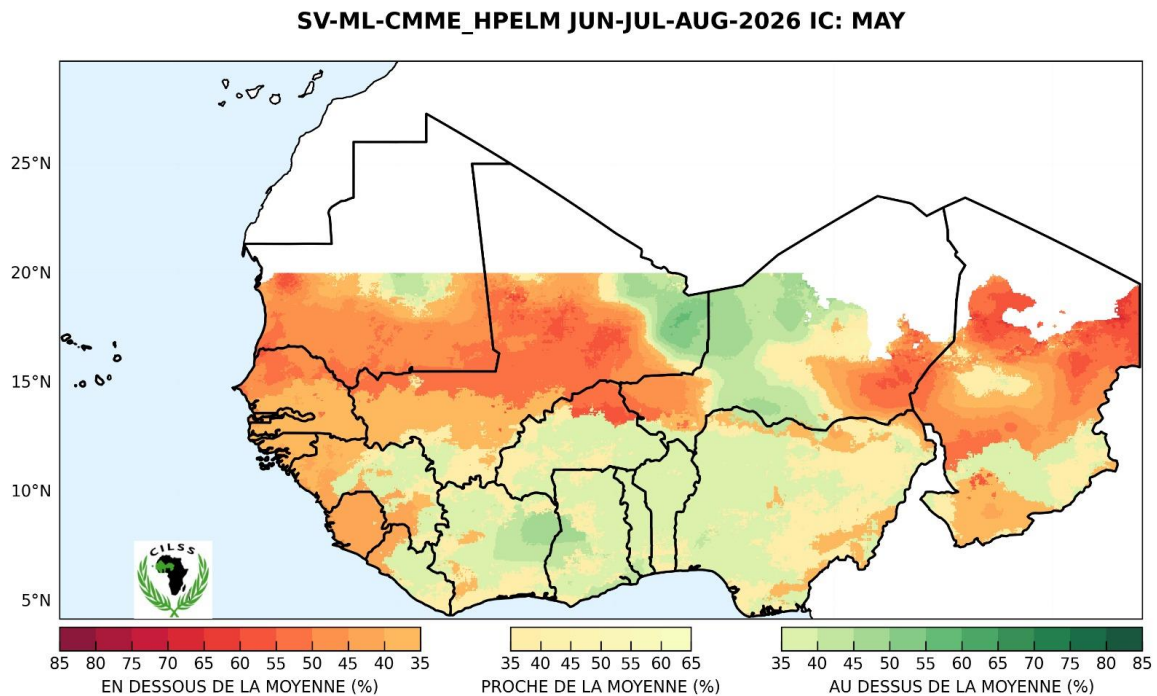 SV-ML-CMME_HPELM JUN-JUL-AUG-2026 IC: MAY
25°N
20°N
15°N
10°N
5°N
CILSS
85 80 75 70 65 60 55 50 45 40 35
EN DESSOUS DE LA MOYENNE (%)
35 40 45 50 55 60 65
PROCHE DE LA MOYENNE (%)
35 40 45 50 55 60 65 70 75 80 85
AU DESSUS DE LA MOYENNE (%)